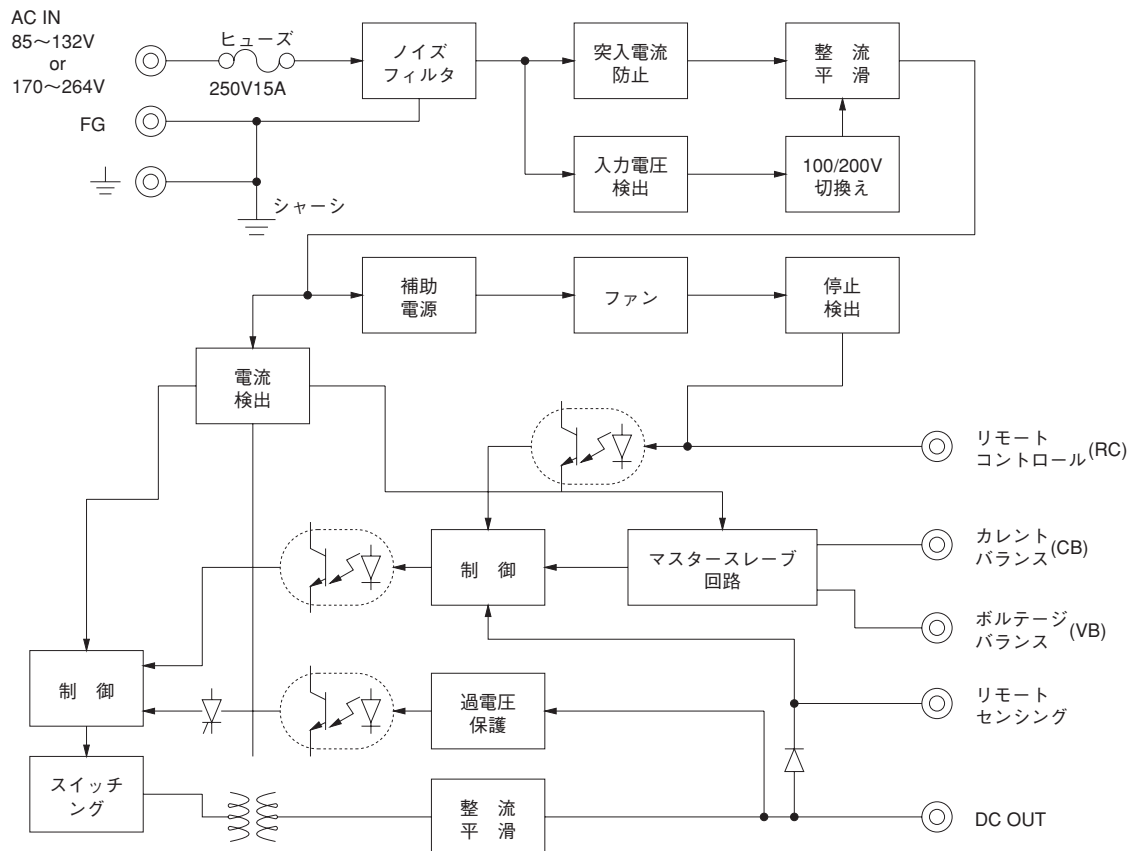 AC IN
85～132V
or
170～264V
ヒューズ
250V15A
ノイズ
フィルタ
突入電流
防止
整 流
平 滑
FG
入力電圧
検出
100/200V
切換え
シャーシ
補助
電源
ファン
停止
検出
電流
検出
リモート
コントロール(RC)
制 御
マスタースレーブ
回路
カレント
バランス(CB)
ボルテージ
バランス(VB)
制 御
過電圧
保護
リモート
センシング
スイッチ
ング
整 流
平 滑
DC OUT